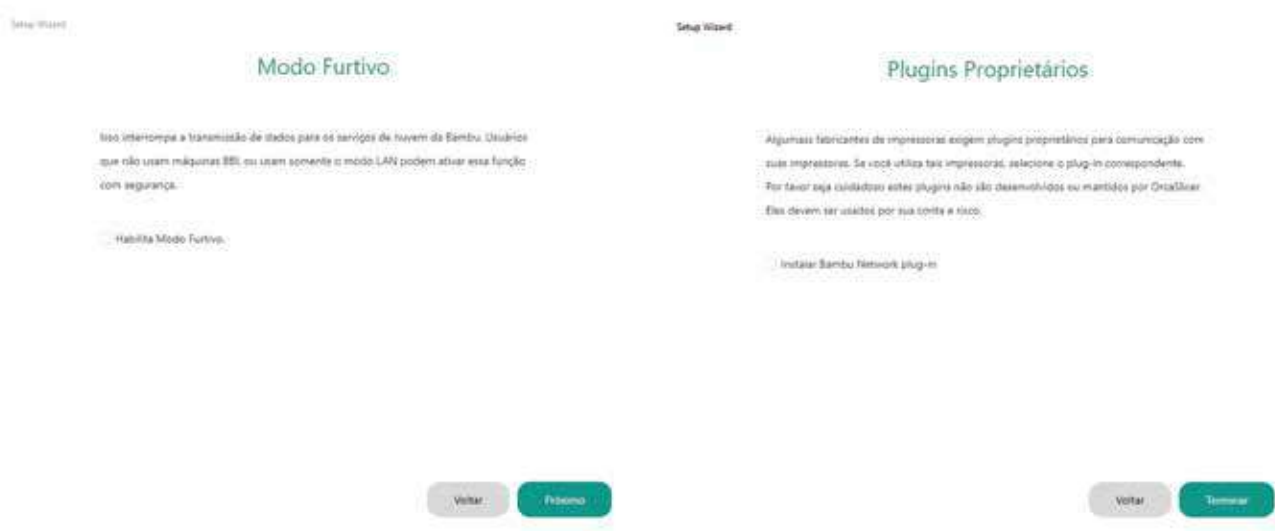 Setup Wizard
Modo Furtivo
Isso interrompe a transmissão de dados para os serviços de nuvem da Bambu. Usuários
que não usam máquinas BBL ou usam somente o modo LAN podem ativar essa função
com segurança.
Habilita Modo Furtivo.
Voltar
Próximo
Setup Wizard
Plugins Proprietários
Algumass fabricantes de impressoras exigem plugins proprietários para comunicação com
suas impressoras. Se você utiliza tais impressoras, selecione o plug-in correspondente.
Por favor seja cuidadoso estes plugins não são desenvolvidos ou mantidos por OrcaSlicer.
Eles devem ser usados por sua conta e risco.
Instalar Bambu Network plug-in
Voltar
Terminar